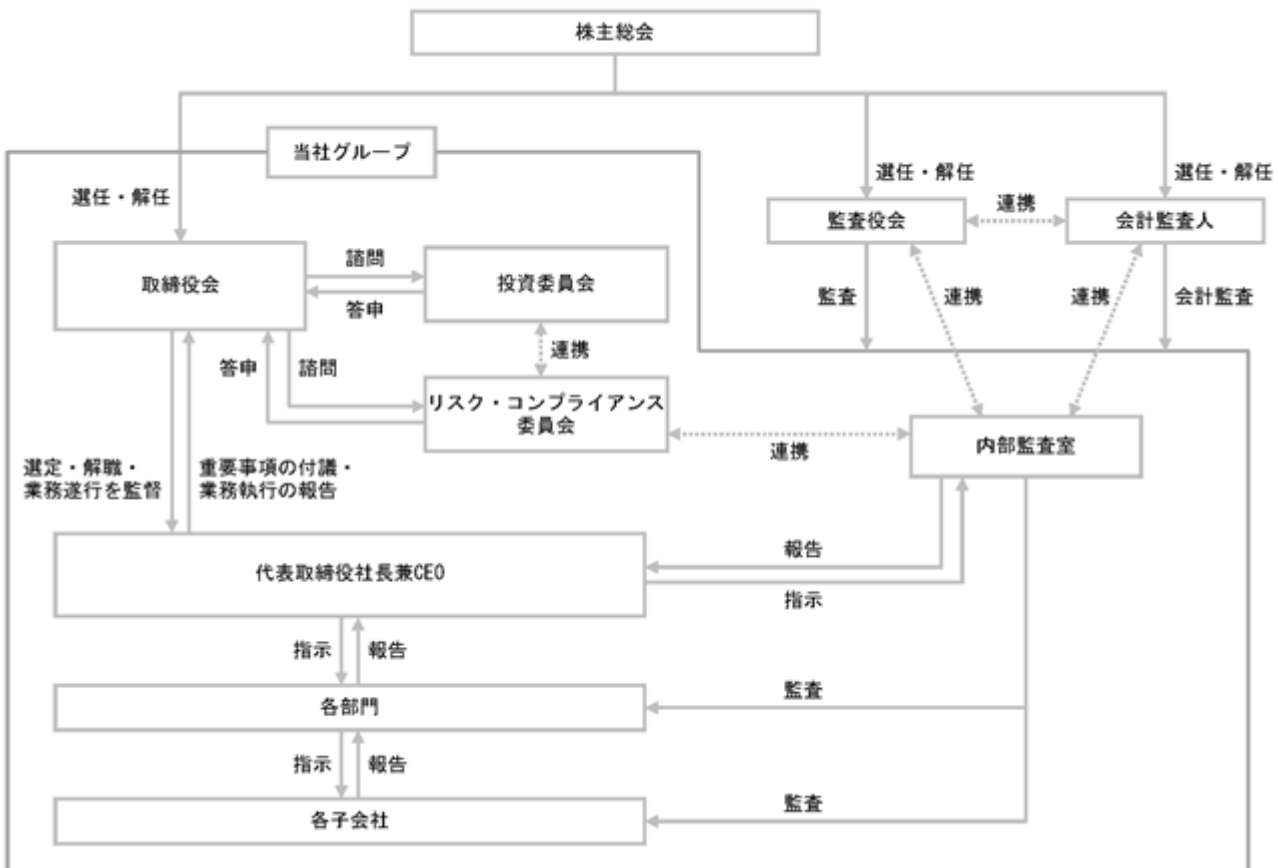 株主総会
当社グループ
選任・解任
選任・解任
選任・解任
監査役会
連携
会計監査人
取締役会
諮問
答申
投資委員会
監査
連携
連携
会計監査
連携
答申
諮問
リスク・コンプライアンス
委員会
連携
内部監査室
選定・解職・
業務遂行を監督
重要事項の付議・
業務執行の報告
代表取締役社長兼CEO
報告
指示
指示
報告
各部門
監査
指示
報告
各子会社
監査